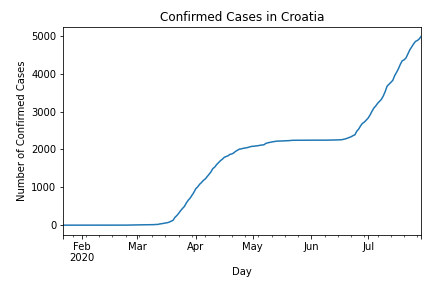 Confirmed Cases in Croatia
Number of Confirmed Cases
5000
4000
3000
2000
1000
0
Feb
2020
Mar
Apr
May
Jun
Jul
Day